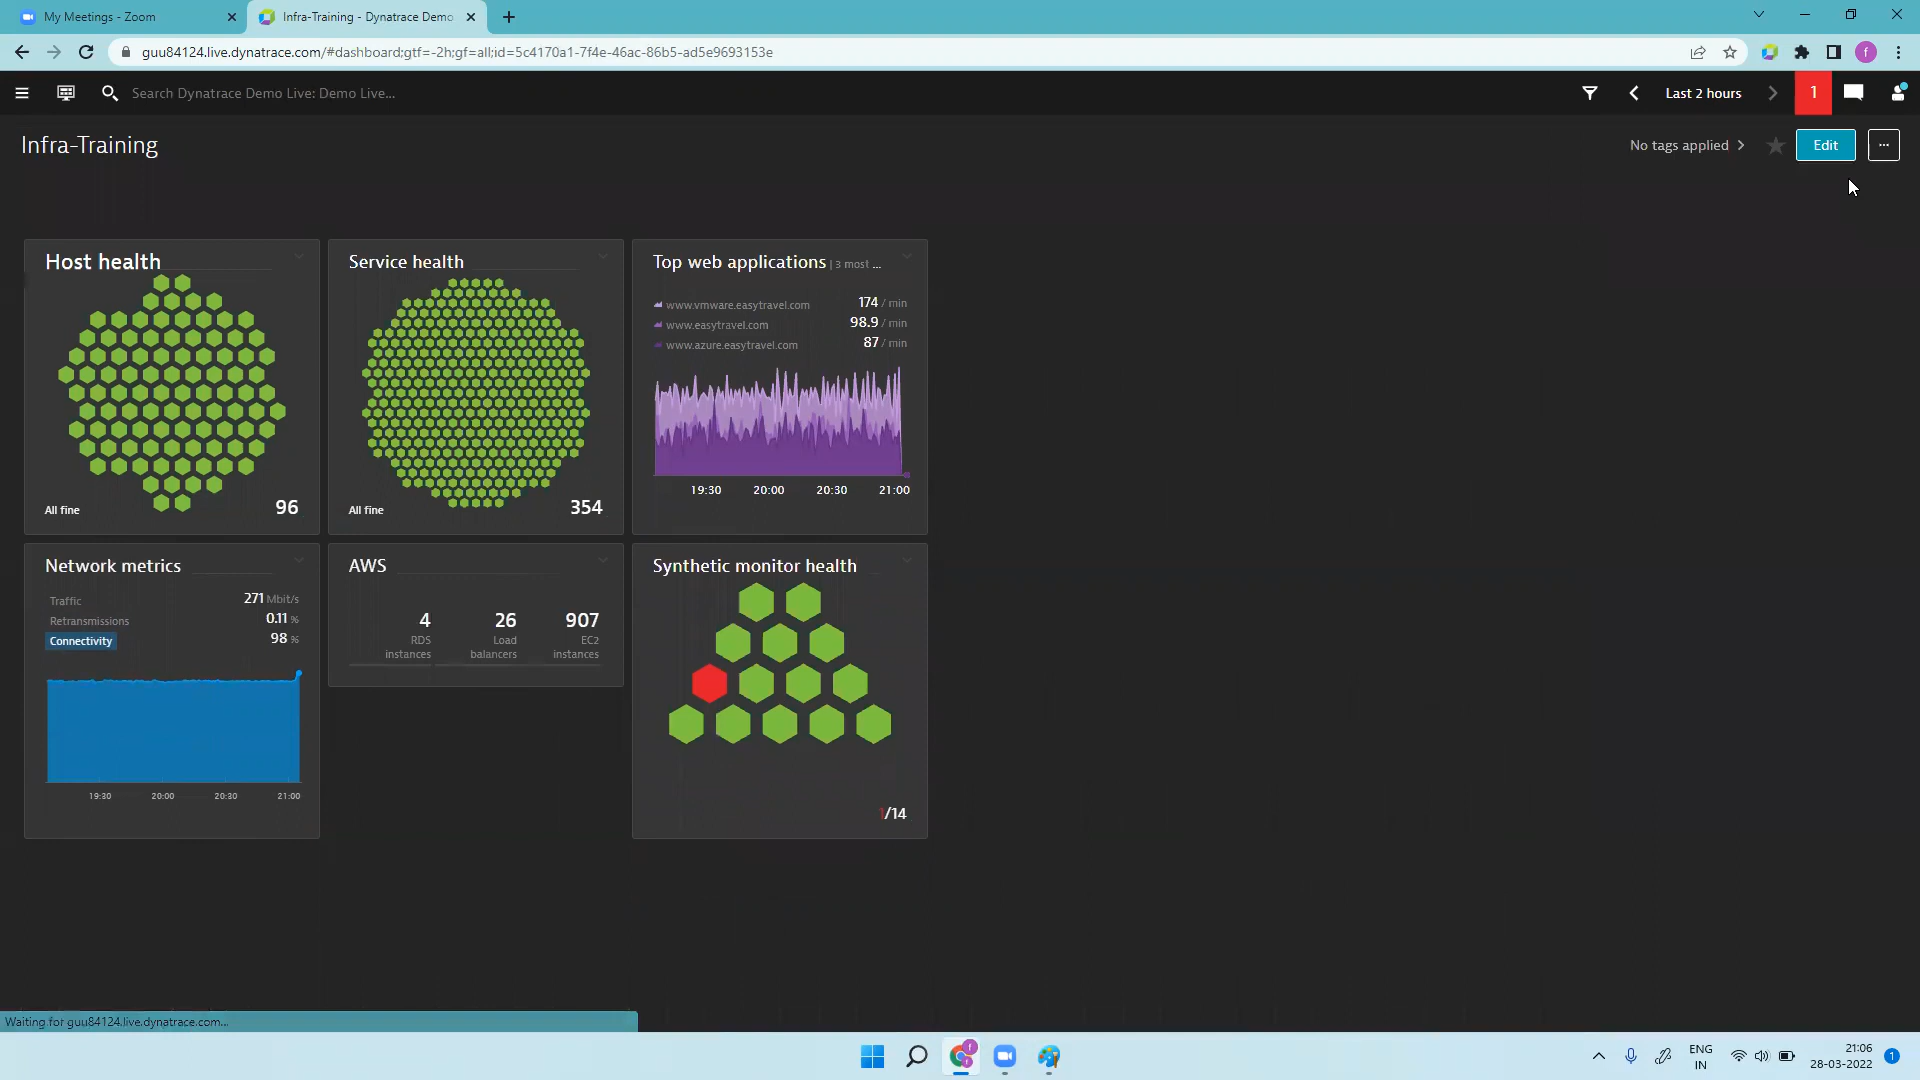 My Meetings - Zoom
Infra-Training - Dynatrace Demo
guu84124.live.dynatrace.com/#dashboard;gtf=-2h;gf=all;id=5c4170a1-7f4e-46ac-86b5-ad5e9693153e
f
Search Dynatrace Demo Live: Demo Live...
Last 2 hours
1
Infra-Training
No tags applied
Edit
...
Host health
All fine
96
Service health
All fine
354
Top web applications | 3 most ...
www.vmware.easytravel.com 174 / min
www.easytravel.com 98.9 / min
www.azure.easytravel.com 87 / min
19:30 20:00 20:30 21:00
Network metrics
Traffic 271 Mbit/s
Retransmissions 0.11 %
Connectivity 98 %
19:30 20:00 20:30 21:00
AWS
4 26 907
RDS Load EC2
instances balancers instances
Synthetic monitor health
1/14
Waiting for guu84124.live.dynatrace.com...
ENG
IN
21:06
28-03-2022
1